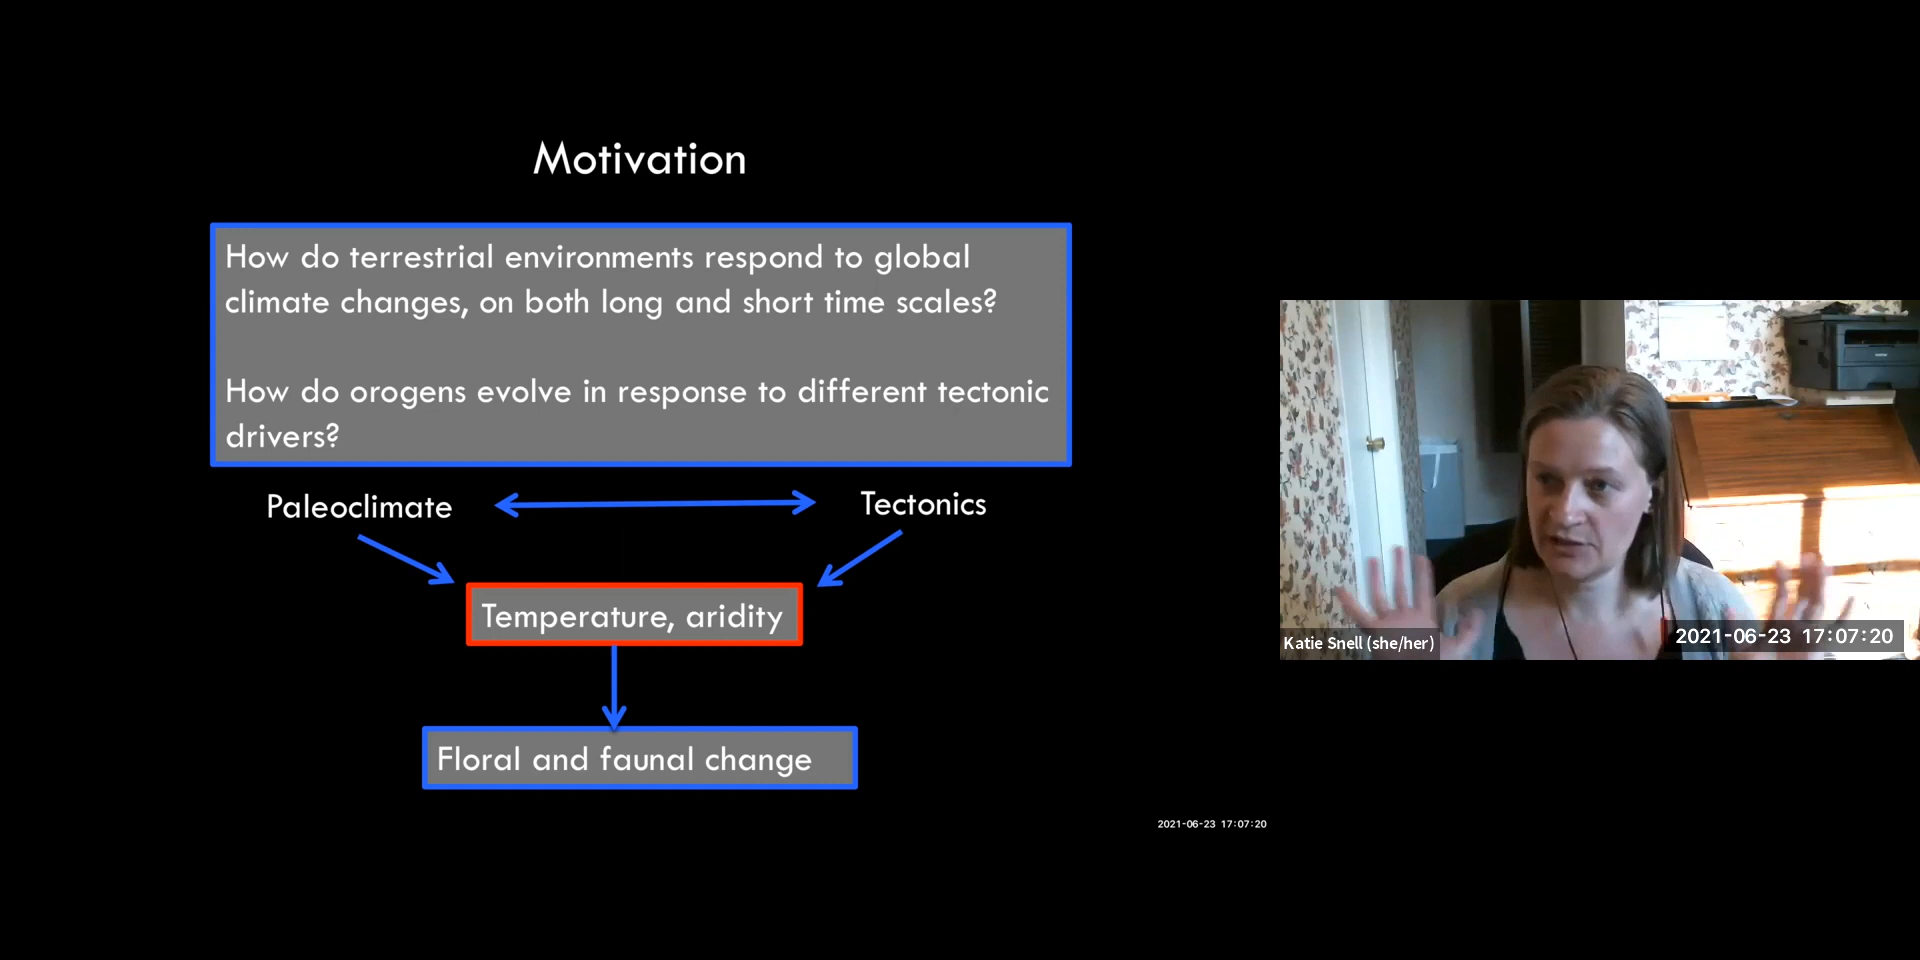 Motivation
How do terrestrial environments respond to global
climate changes, on both long and short time scales?
How do orogens evolve in response to different tectonic
drivers?
Paleoclimate
Tectonics
Temperature, aridity
Floral and faunal change
2021-06-23 17:07:20
Katie Snell (she/her)
2021-06-23 17:07:20